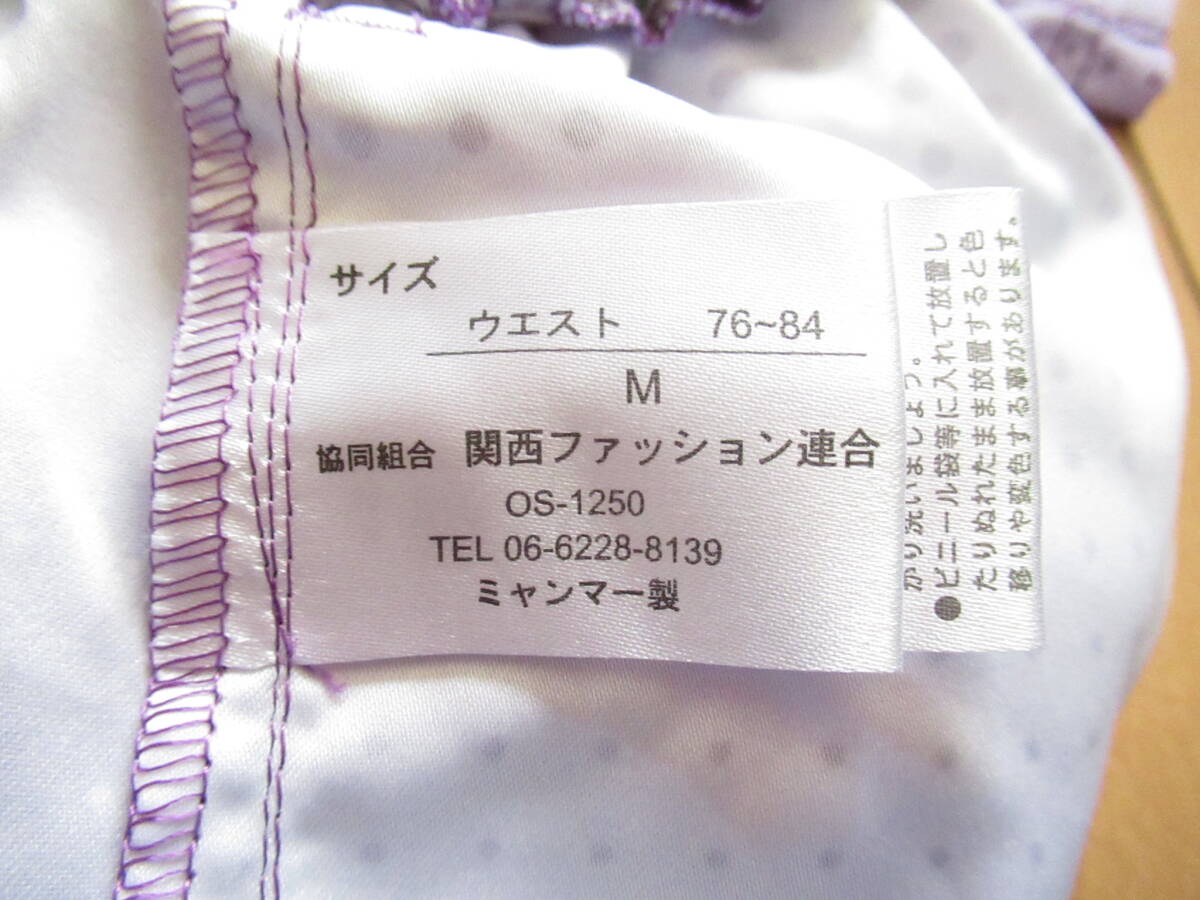 サイズ
ウエスト 76~84
M
協同組合 関西ファッション連合
OS-1250
TEL 06-6228-8139
ミャンマー製
かり洗いましょう。
●ビニール袋等に入れて放置し
たりぬれたまま放置すると色
移りや変色する事があります。